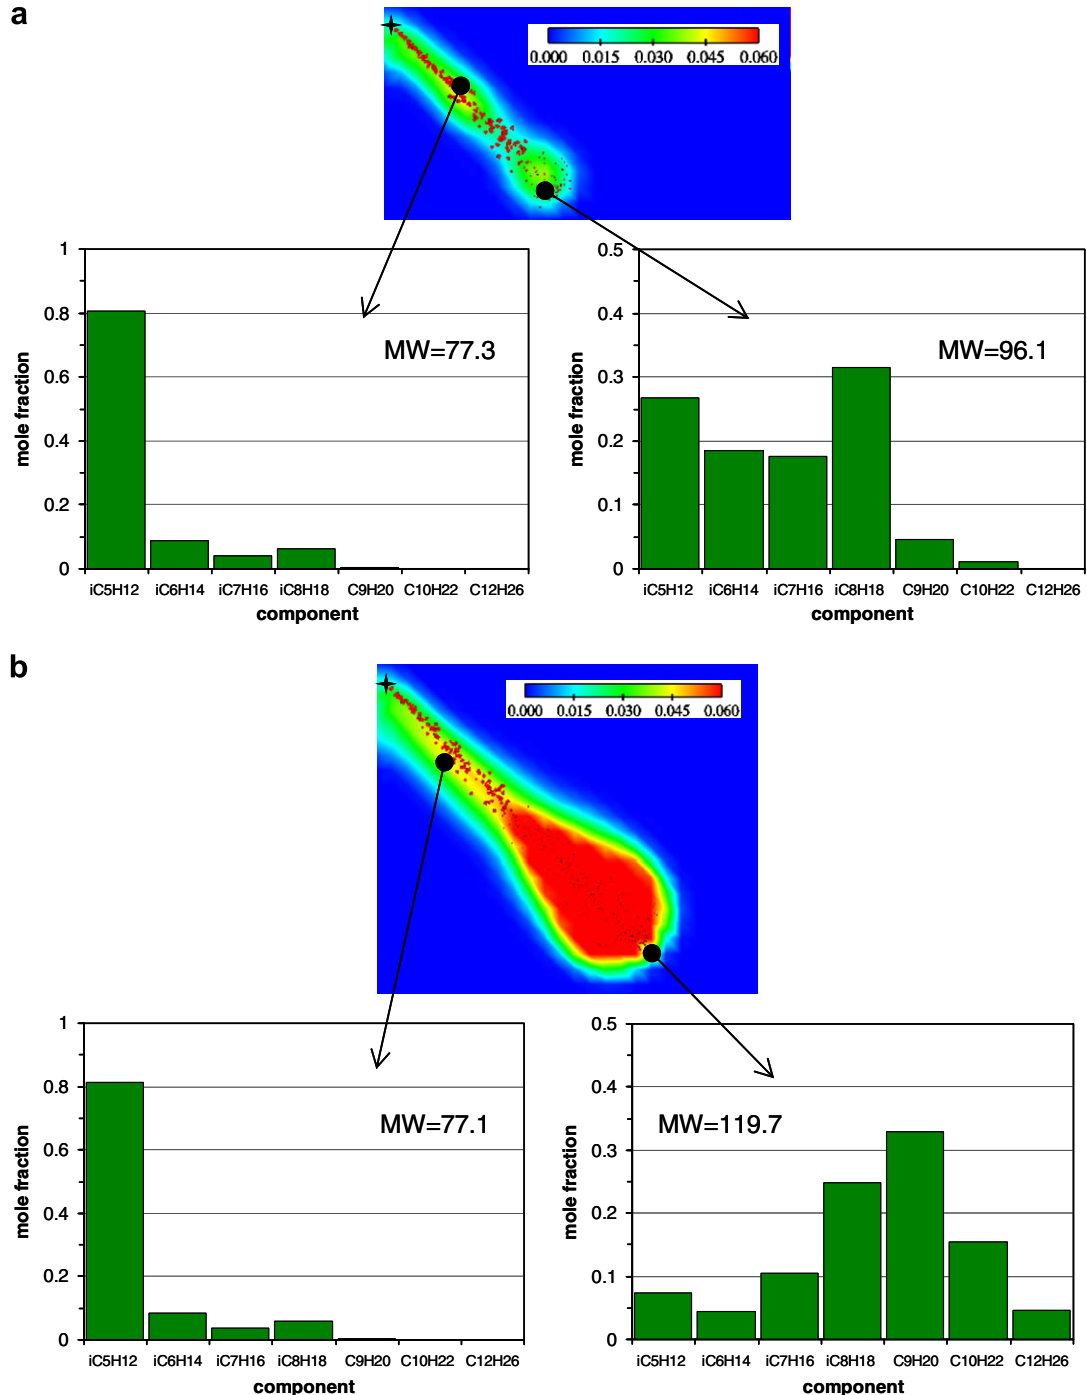 a
0.000 0.015 0.030 0.045 0.060
1
0.8
0.6
0.4
0.2
0
mole fraction
MW=77.3
iC5H12 iC6H14 iC7H16 iC8H18 C9H20 C10H22 C12H26
component
0.5
0.4
0.3
0.2
0.1
0
mole fraction
MW=96.1
iC5H12 iC6H14 iC7H16 iC8H18 C9H20 C10H22 C12H26
component
b
0.000 0.015 0.030 0.045 0.060
1
0.8
0.6
0.4
0.2
0
mole fraction
MW=77.1
iC5H12 iC6H14 iC7H16 iC8H18 C9H20 C10H22 C12H26
component
0.5
0.4
0.3
0.2
0.1
0
mole fraction
MW=119.7
iC5H12 iC6H14 iC7H16 iC8H18 C9H20 C10H22 C12H26
component